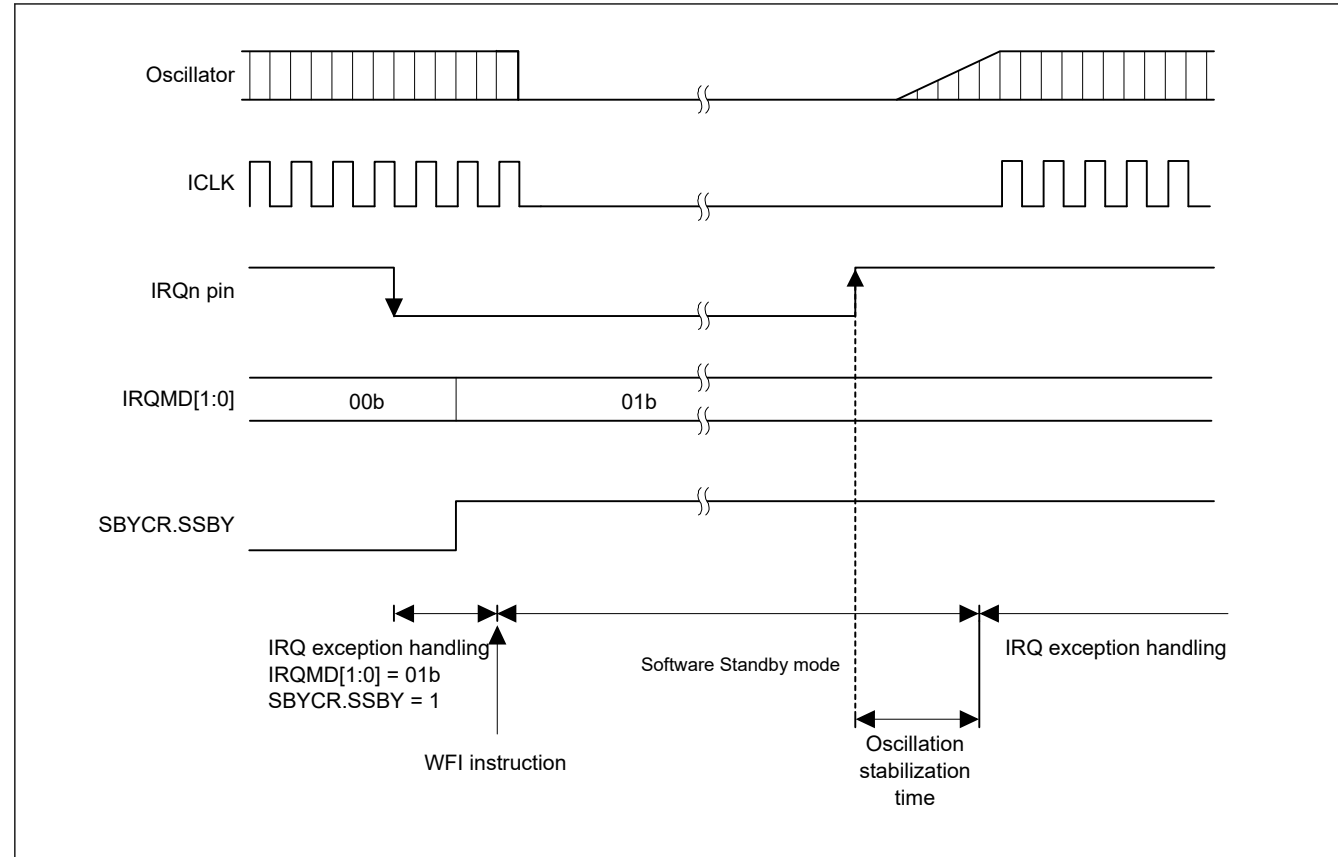 Oscillator
ICLK
IRQn pin
IRQMD[1:0]
00b
01b
SBYCR.SSBY
IRQ exception handling
IRQMD[1:0] = 01b
SBYCR.SSBY = 1
WFI instruction
Software Standby mode
Oscillation
stabilization
time
IRQ exception handling